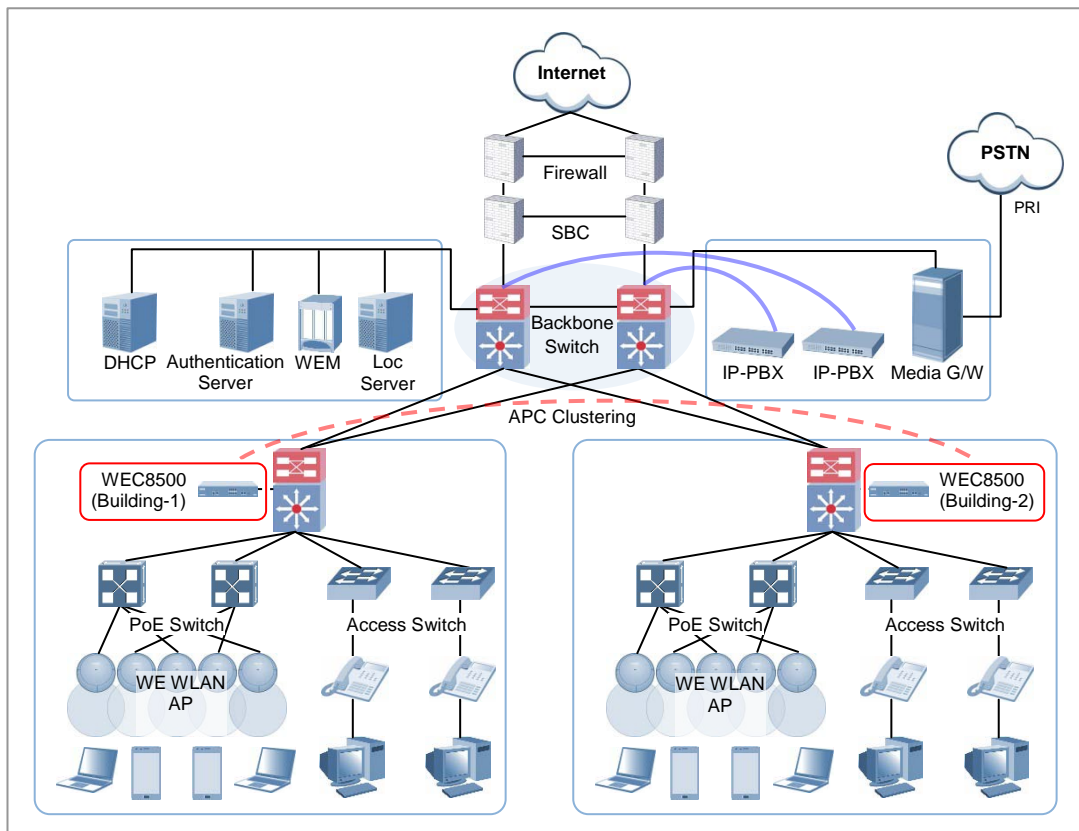 Internet
PSTN
Firewall
PRI
SBC
Backbone
Switch
DHCP
Authentication
Server
WEM
Loc
Server
IP-PBX
IP-PBX
Media G/W
APC Clustering
WEC8500
(Building-1)
WEC8500
(Building-2)
PoE Switch
Access Switch
PoE Switch
Access Switch
WE WLAN
AP
WE WLAN
AP